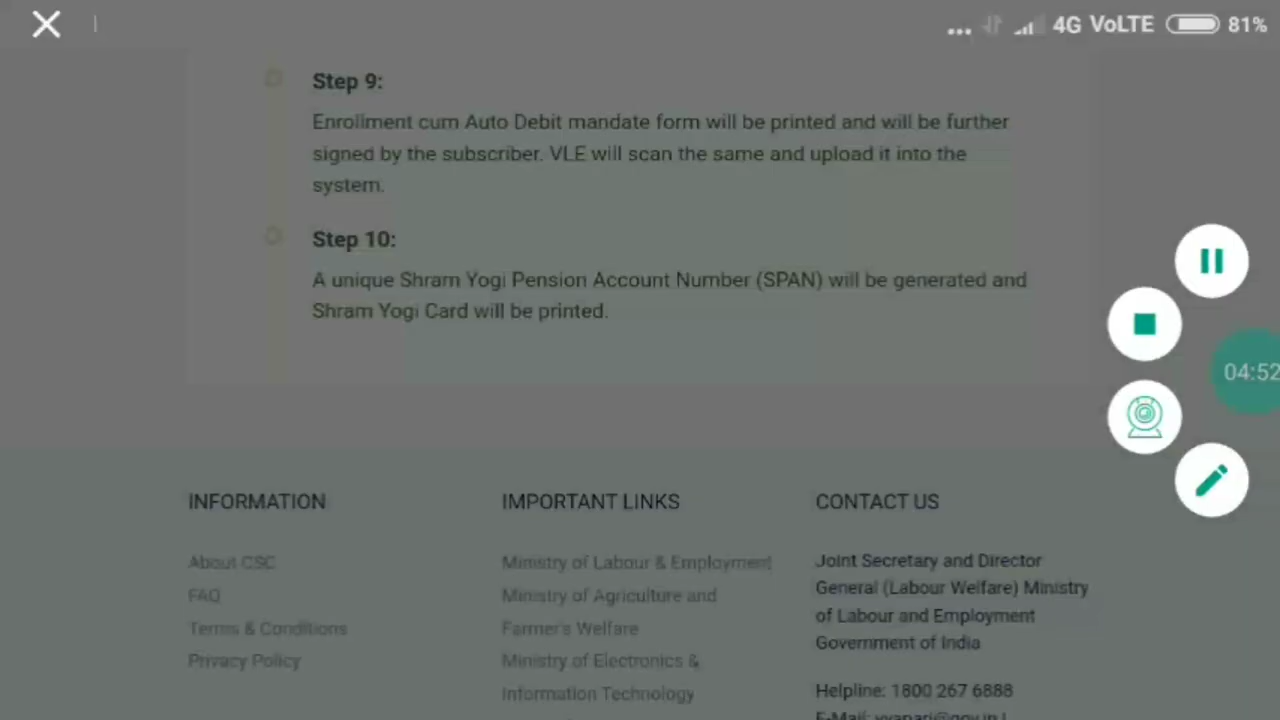 4G VoLTE 81%
Step 9:
Enrollment cum Auto Debit mandate form will be printed and will be further
signed by the subscriber. VLE will scan the same and upload it into the
system.
Step 10:
A unique Shram Yogi Pension Account Number (SPAN) will be generated and
Shram Yogi Card will be printed.
04:52
INFORMATION
About CSC
FAQ
Terms & Conditions
Privacy Policy
IMPORTANT LINKS
Ministry of Labour & Employment
Ministry of Agriculture and
Farmer's Welfare
Ministry of Electronics &
Information Technology
CONTACT US
Joint Secretary and Director
General (Labour Welfare) Ministry
of Labour and Employment
Government of India
Helpline: 1800 267 6888
E-Mail: vyapari@gov.in |